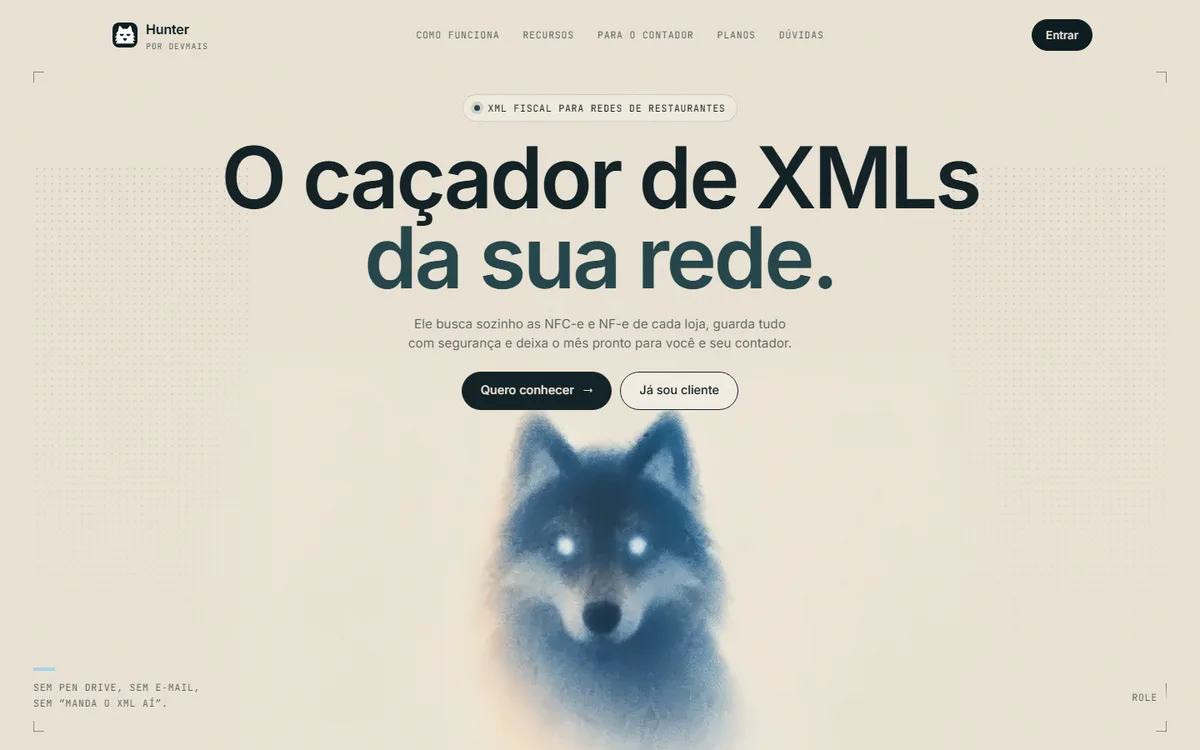 Hunter
POR DEVMAIS
COMO FUNCIONA
RECURSOS
PARA O CONTADOR
PLANOS
DÚVIDAS
Entrar
XML FISCAL PARA REDES DE RESTAURANTES
O caçador de XMLs
da sua rede.
Ele busca sozinho as NFC-e e NF-e de cada loja, guarda tudo
com segurança e deixa o mês pronto para você e seu contador.
Quero conhecer →
Já sou cliente
SEM PEN DRIVE, SEM E-MAIL,
SEM “MANDA O XML AÍ”.
ROLE